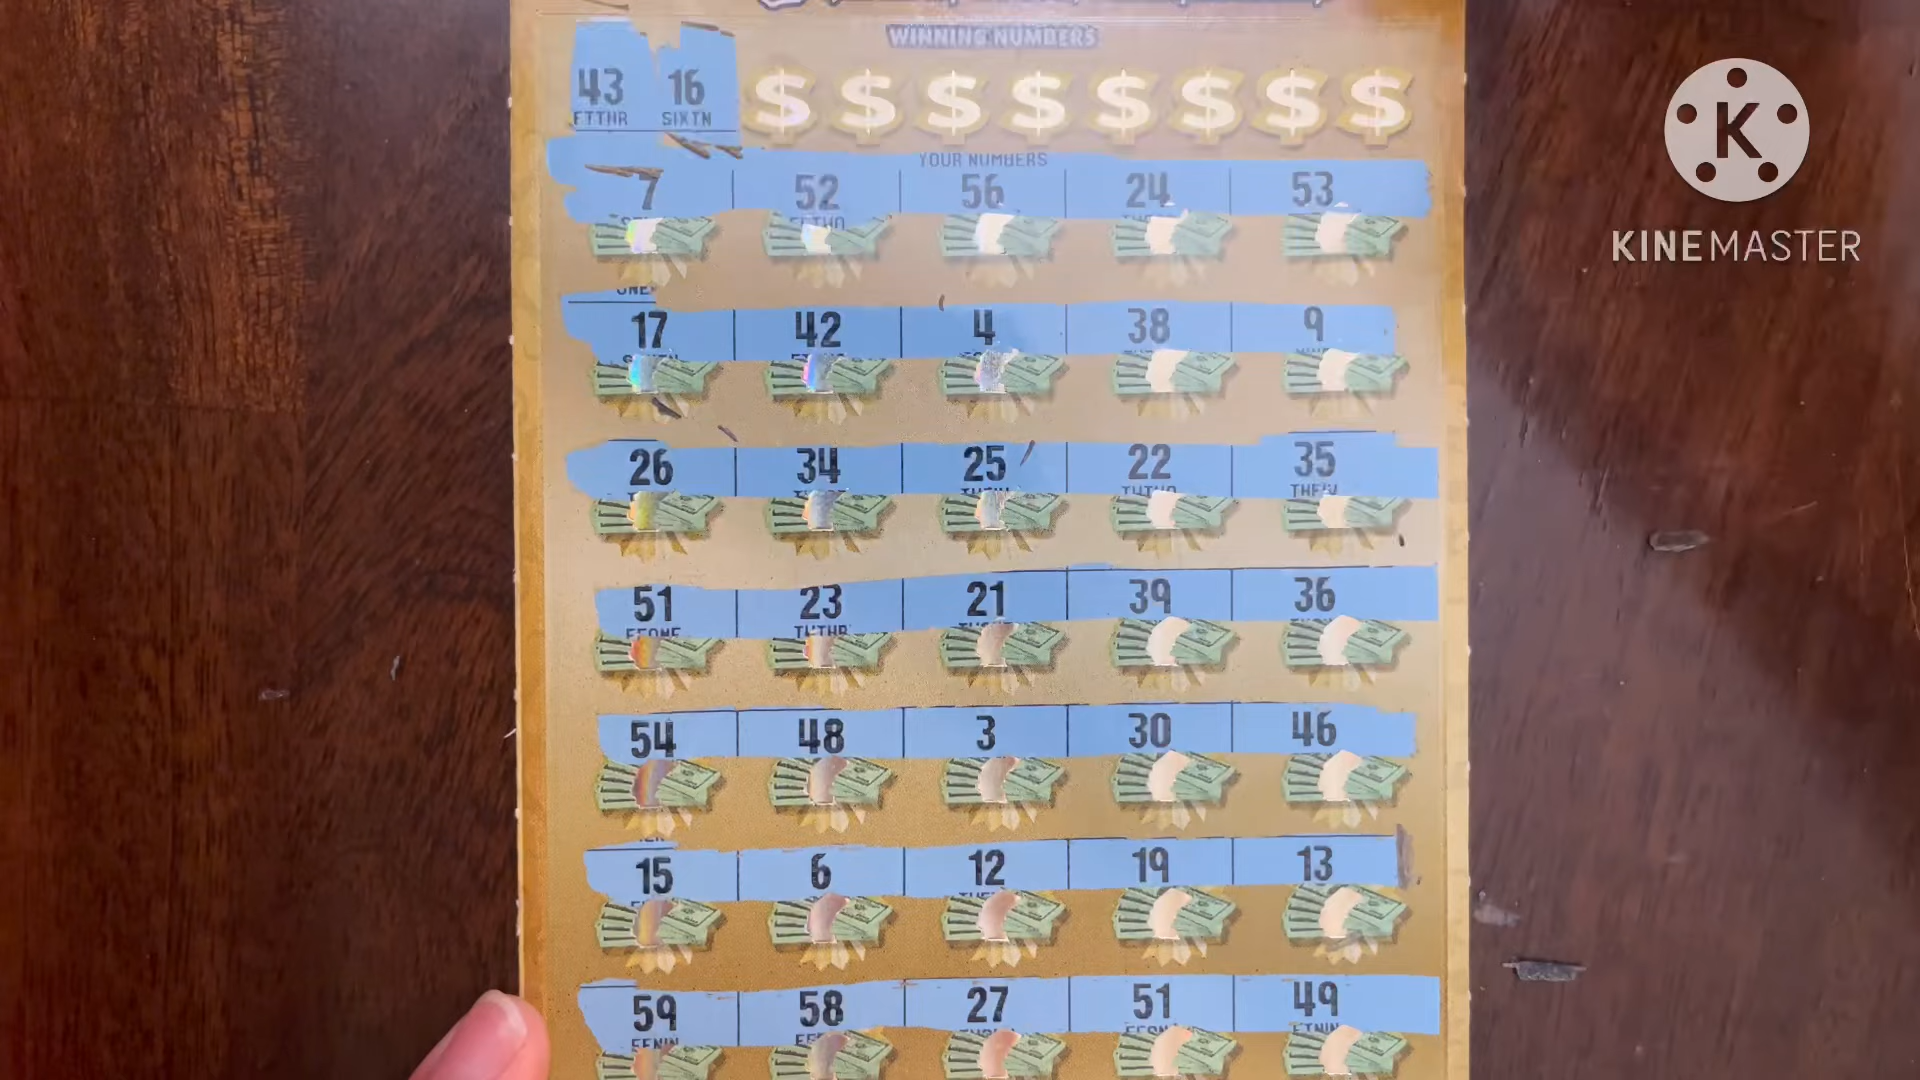 WINNING NUMBERS
43 16
FTTHR SIXTN
$ $ $ $ $ $ $ $
YOUR NUMBERS
7 52 56 24 53
17 42 4 38 9
26 34 25 22 35
51 23 21 39 36
54 48 3 30 46
15 6 12 19 13
59 58 27 51 49
K
KINEMASTER